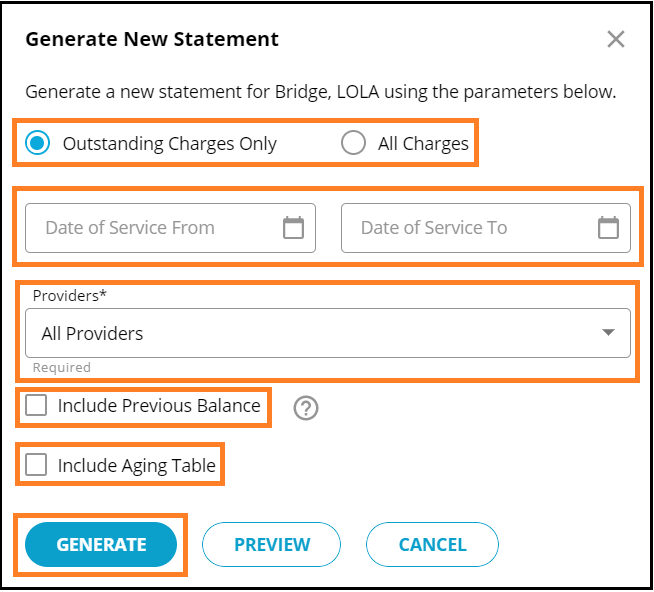 Generate New Statement
Generate a new statement for Bridge, LOLA using the parameters below.
Outstanding Charges Only All Charges
Date of Service From Date of Service To
Providers*
All Providers
Required
Include Previous Balance ?
Include Aging Table
GENERATE PREVIEW CANCEL